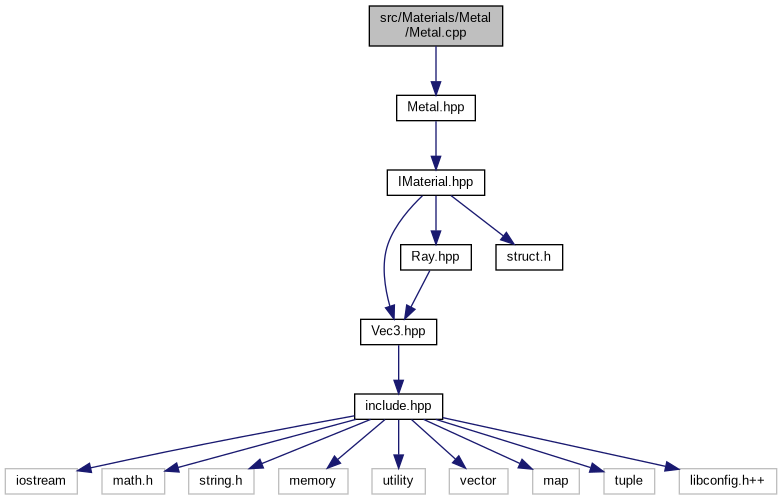 src/Materials/Metal
/Metal.cpp
Metal.hpp
IMaterial.hpp
Ray.hpp
struct.h
Vec3.hpp
include.hpp
iostream
math.h
string.h
memory
utility
vector
map
tuple
libconfig.h++